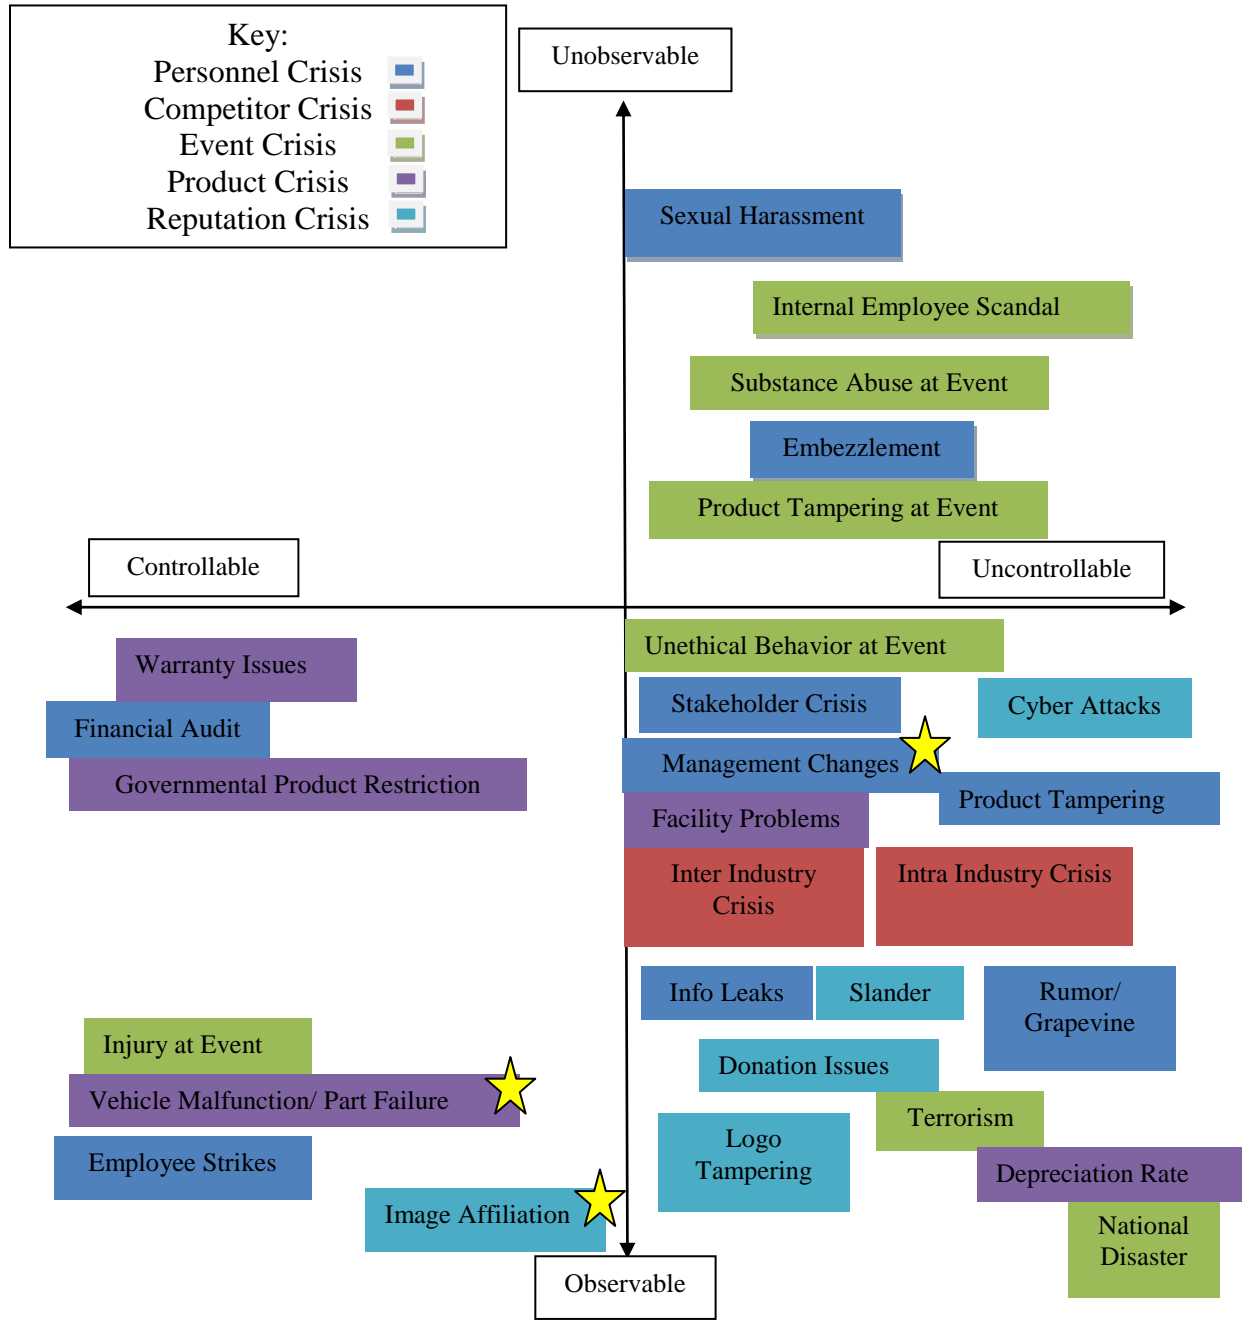 Key:
Personnel Crisis
Competitor Crisis
Event Crisis
Product Crisis
Reputation Crisis
Unobservable
Sexual Harassment
Internal Employee Scandal
Substance Abuse at Event
Embezzlement
Product Tampering at Event
Controllable
Uncontrollable
Unethical Behavior at Event
Warranty Issues
Stakeholder Crisis
Cyber Attacks
Financial Audit
Management Changes
Governmental Product Restriction
Product Tampering
Facility Problems
Inter Industry
Crisis
Intra Industry Crisis
Info Leaks
Slander
Rumor/
Grapevine
Injury at Event
Donation Issues
Vehicle Malfunction/ Part Failure
Terrorism
Employee Strikes
Logo
Tampering
Depreciation Rate
Image Affiliation
National
Disaster
Observable